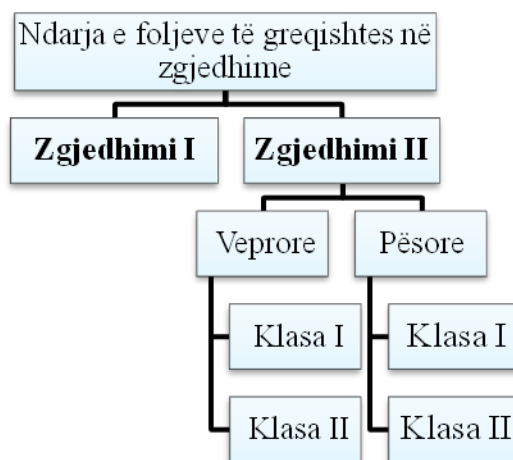 Ndarja e foljeve të greqishtes në
zgjedhime
Zgjedhimi I
Zgjedhimi II
Veprore
Pësore
Klasa I
Klasa I
Klasa II
Klasa II